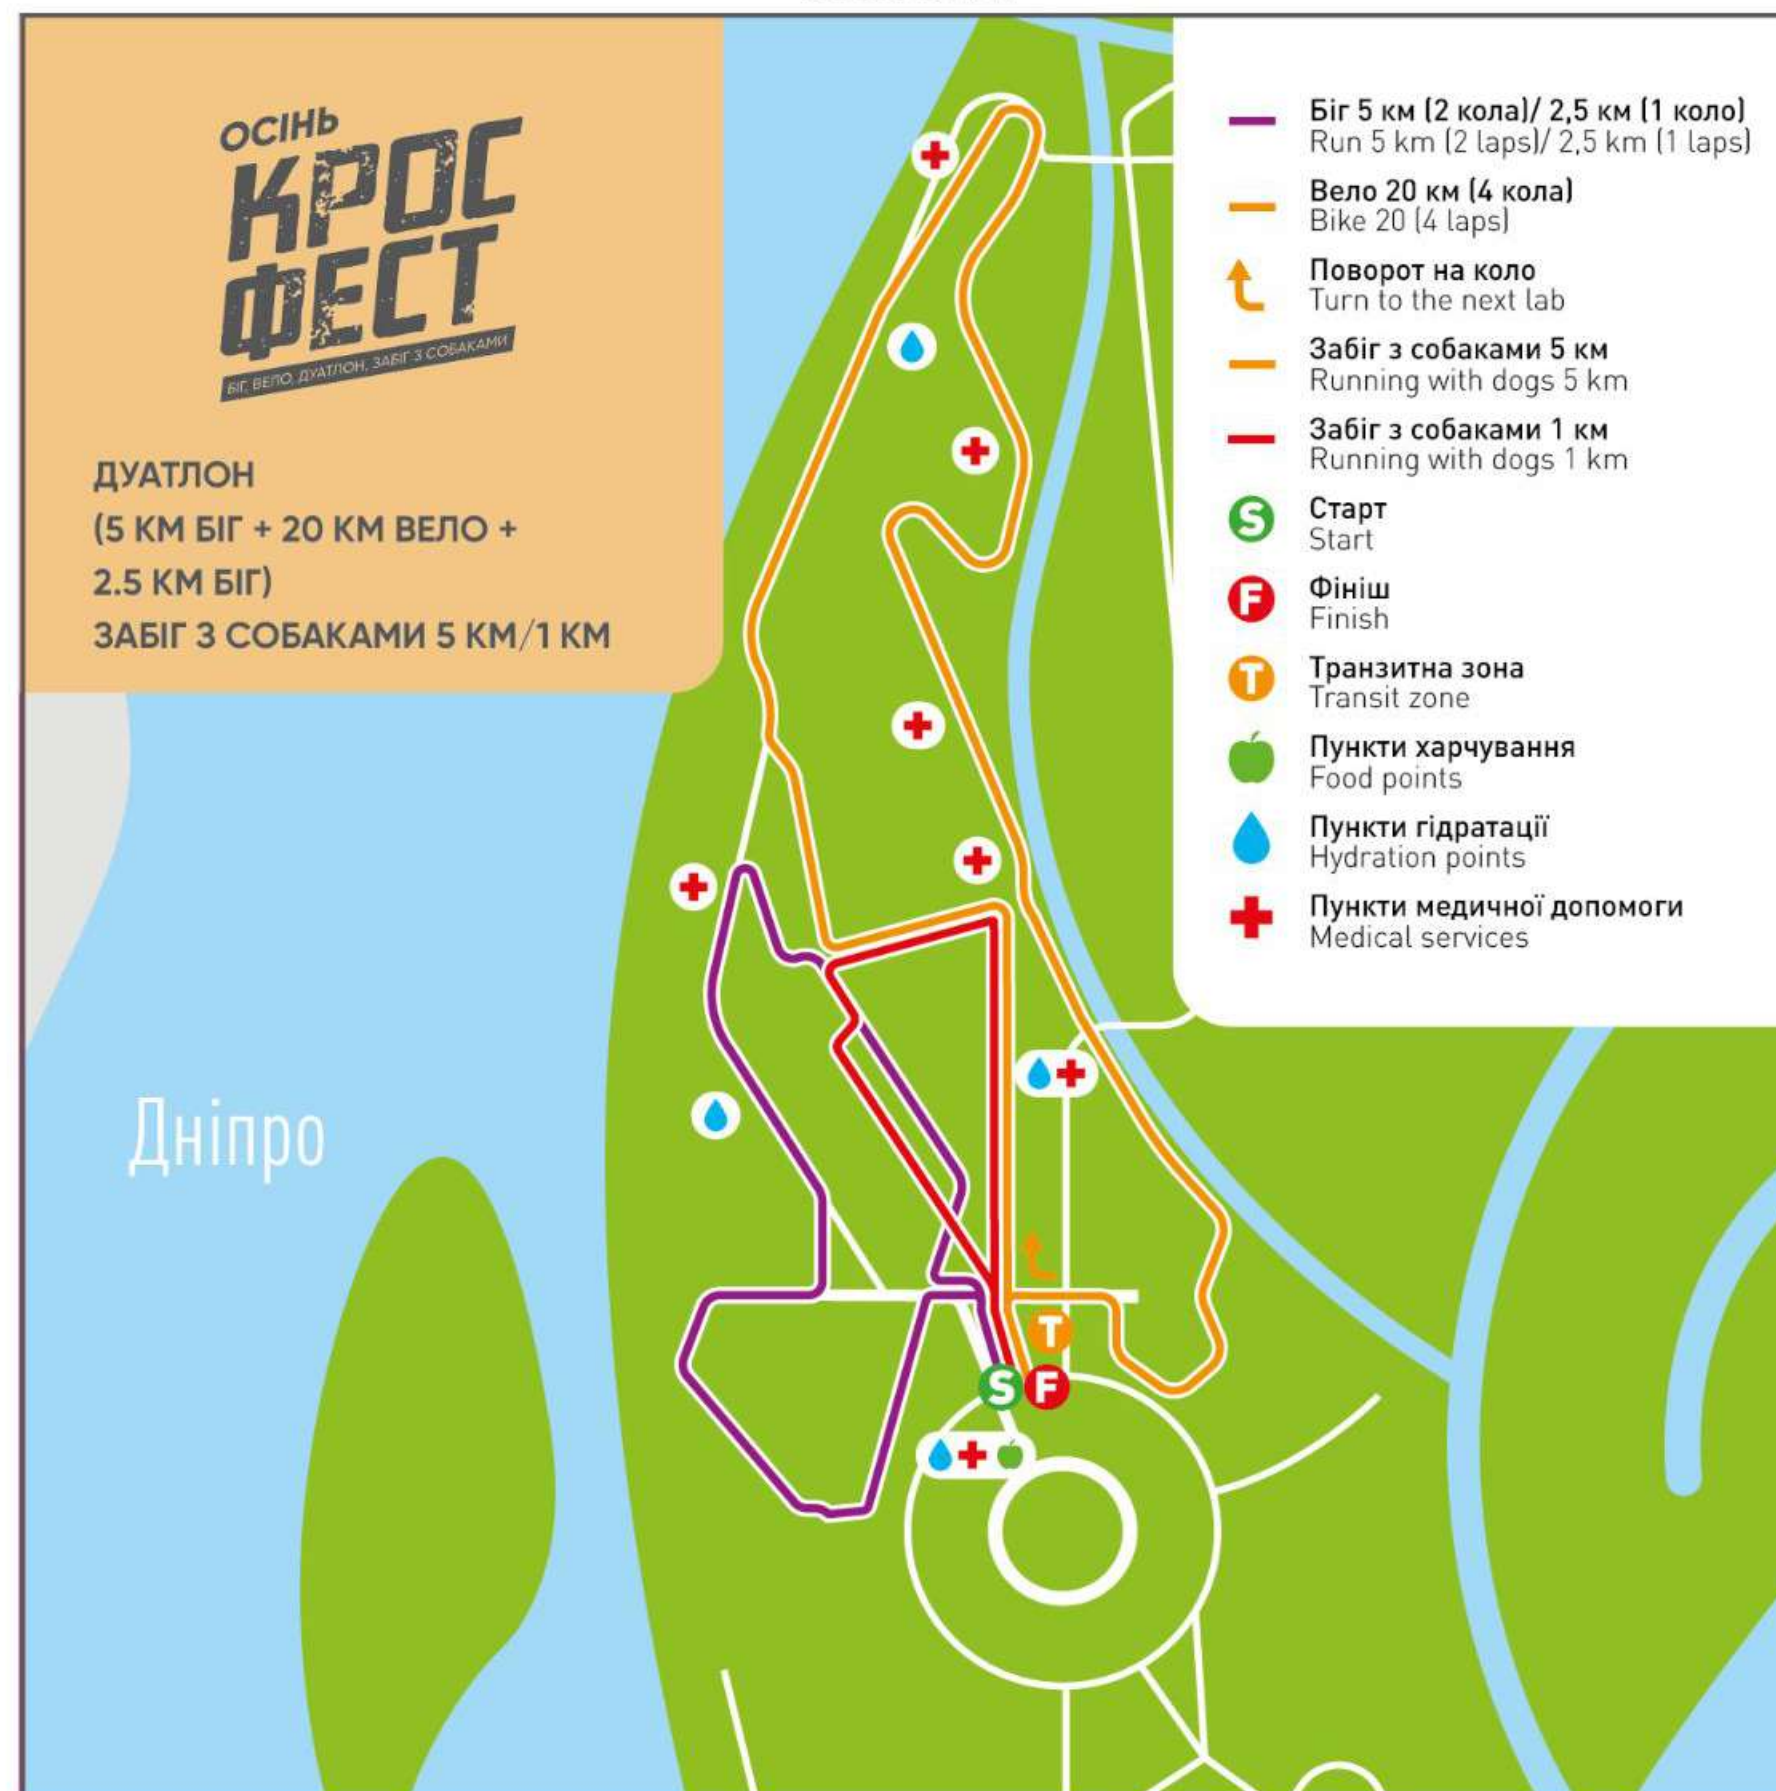 ОСІНЬ
КРОС
ФЕСТ
БІГ, ВЕЛО, ДУАТЛОН, ЗАБІГ З СОБАКАМИ
ДУАТЛОН
(5 КМ БІГ + 20 КМ ВЕЛО +
2.5 КМ БІГ)
ЗАБІГ З СОБАКАМИ 5 КМ/1 КМ
Біг 5 км (2 кола)/ 2,5 км (1 коло)
Run 5 km (2 laps)/ 2,5 km (1 laps)
Вело 20 км (4 кола)
Bike 20 (4 laps)
Поворот на коло
Turn to the next lab
Забіг з собаками 5 км
Running with dogs 5 km
Забіг з собаками 1 км
Running with dogs 1 km
S
Старт
Start
F
Фініш
Finish
T
Транзитна зона
Transit zone
Пункти харчування
Food points
Пункти гідратації
Hydration points
Пункти медичної допомоги
Medical services
Дніпро
T
S
F